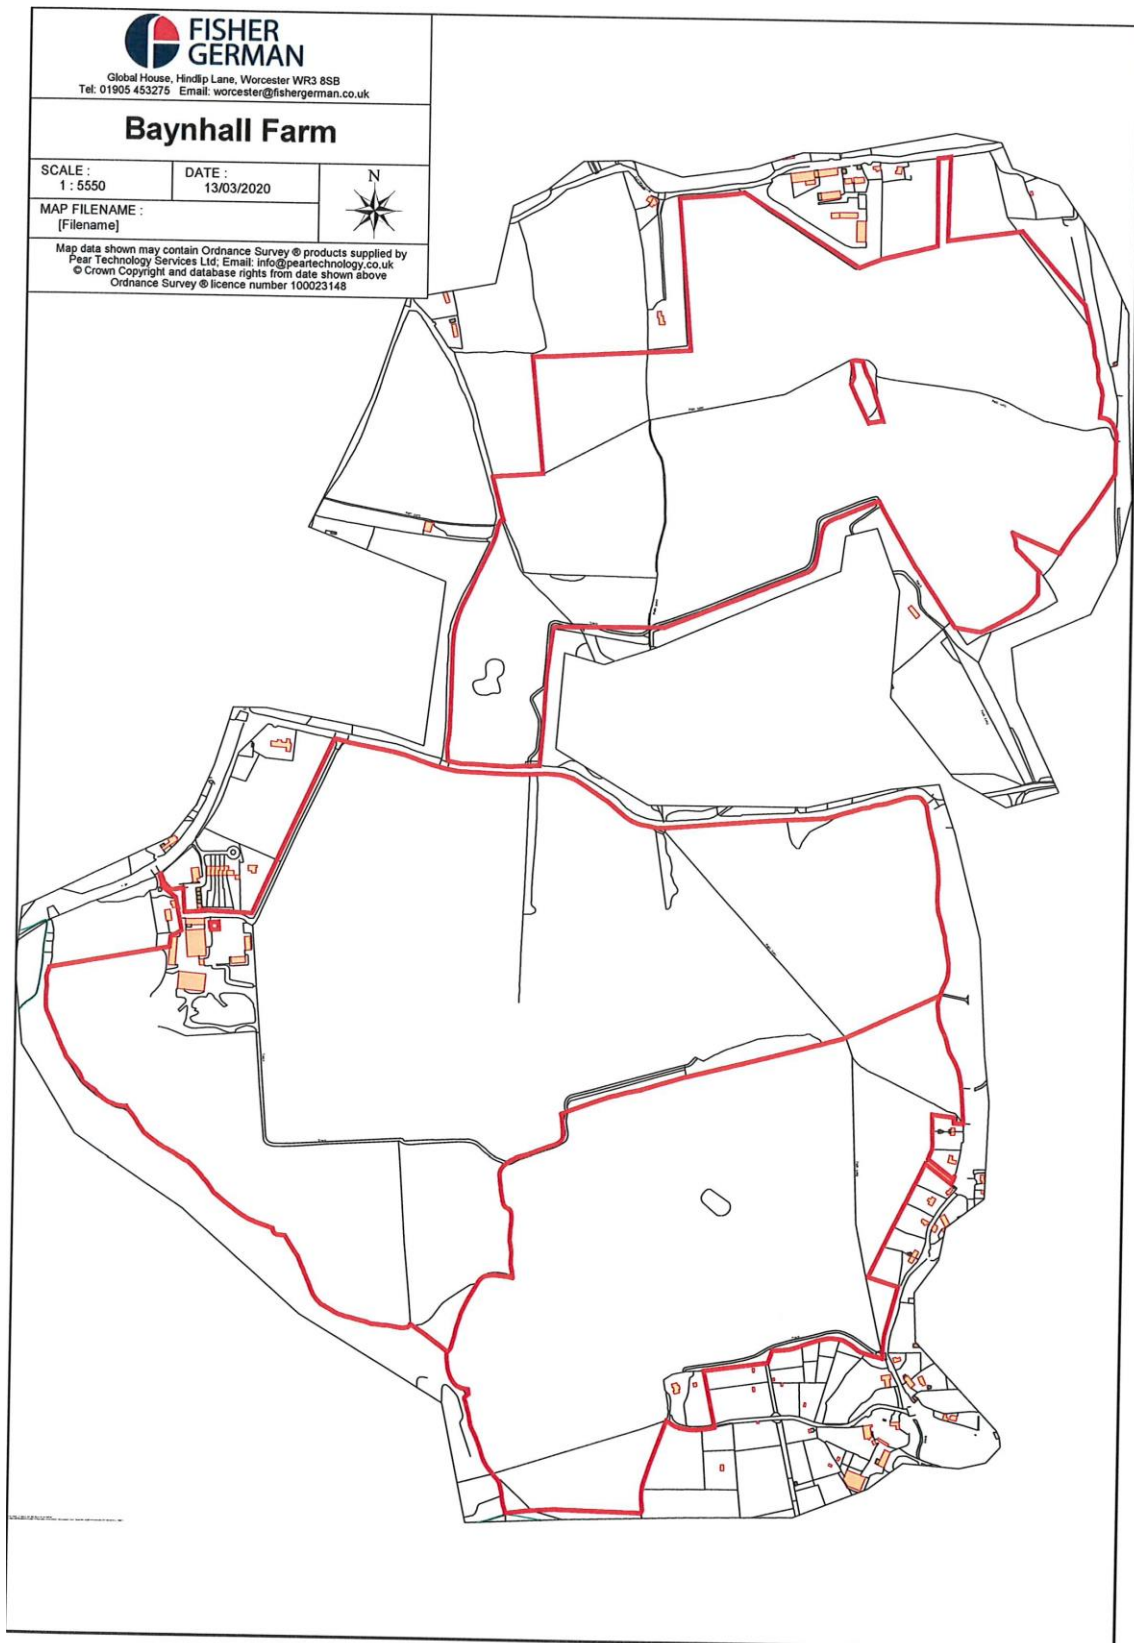 FISHER
GERMAN
Global House, Hindlip Lane, Worcester WR3 8SB
Tel: 01905 453275 Email: worcester@fishergerman.co.uk
Baynhall Farm
SCALE :
1 : 5550
DATE :
13/03/2020
N
MAP FILENAME :
[Filename]
Map data shown may contain Ordnance Survey ® products supplied by
Pear Technology Services Ltd; Email: info@peartechnology.co.uk
© Crown Copyright and database rights from date shown above
Ordnance Survey ® licence number 100023148